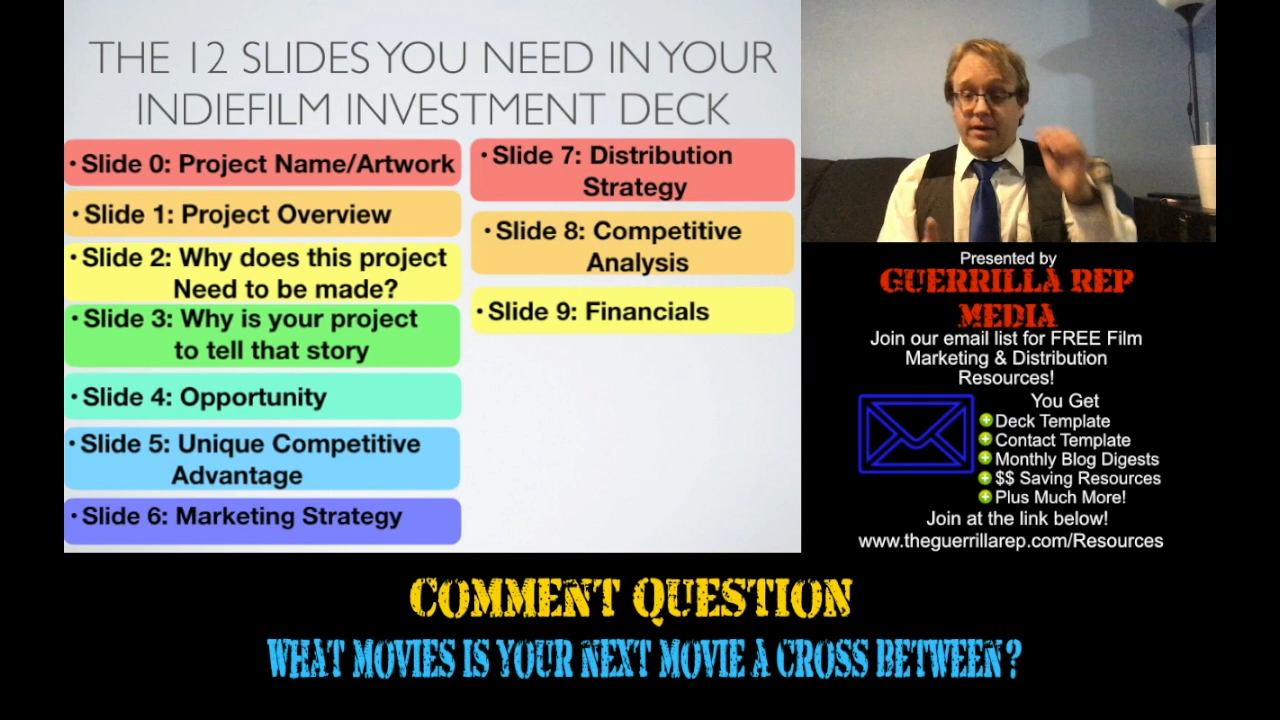 THE 12 SLIDES YOU NEED IN YOUR
INDIEFILM INVESTMENT DECK
• Slide 0: Project Name/Artwork
• Slide 1: Project Overview
• Slide 2: Why does this project
Need to be made?
• Slide 3: Why is your project
to tell that story
• Slide 4: Opportunity
• Slide 5: Unique Competitive
Advantage
• Slide 6: Marketing Strategy
• Slide 7: Distribution
Strategy
• Slide 8: Competitive
Analysis
• Slide 9: Financials
Presented by
GUERRILLA REP
MEDIA
Join our email list for FREE Film
Marketing & Distribution
Resources!
You Get
Deck Template
Contact Template
Monthly Blog Digests
$$ Saving Resources
Plus Much More!
Join at the link below!
www.theguerrillarep.com/Resources
COMMENT QUESTION
WHAT MOVIES IS YOUR NEXT MOVIE A CROSS BETWEEN?